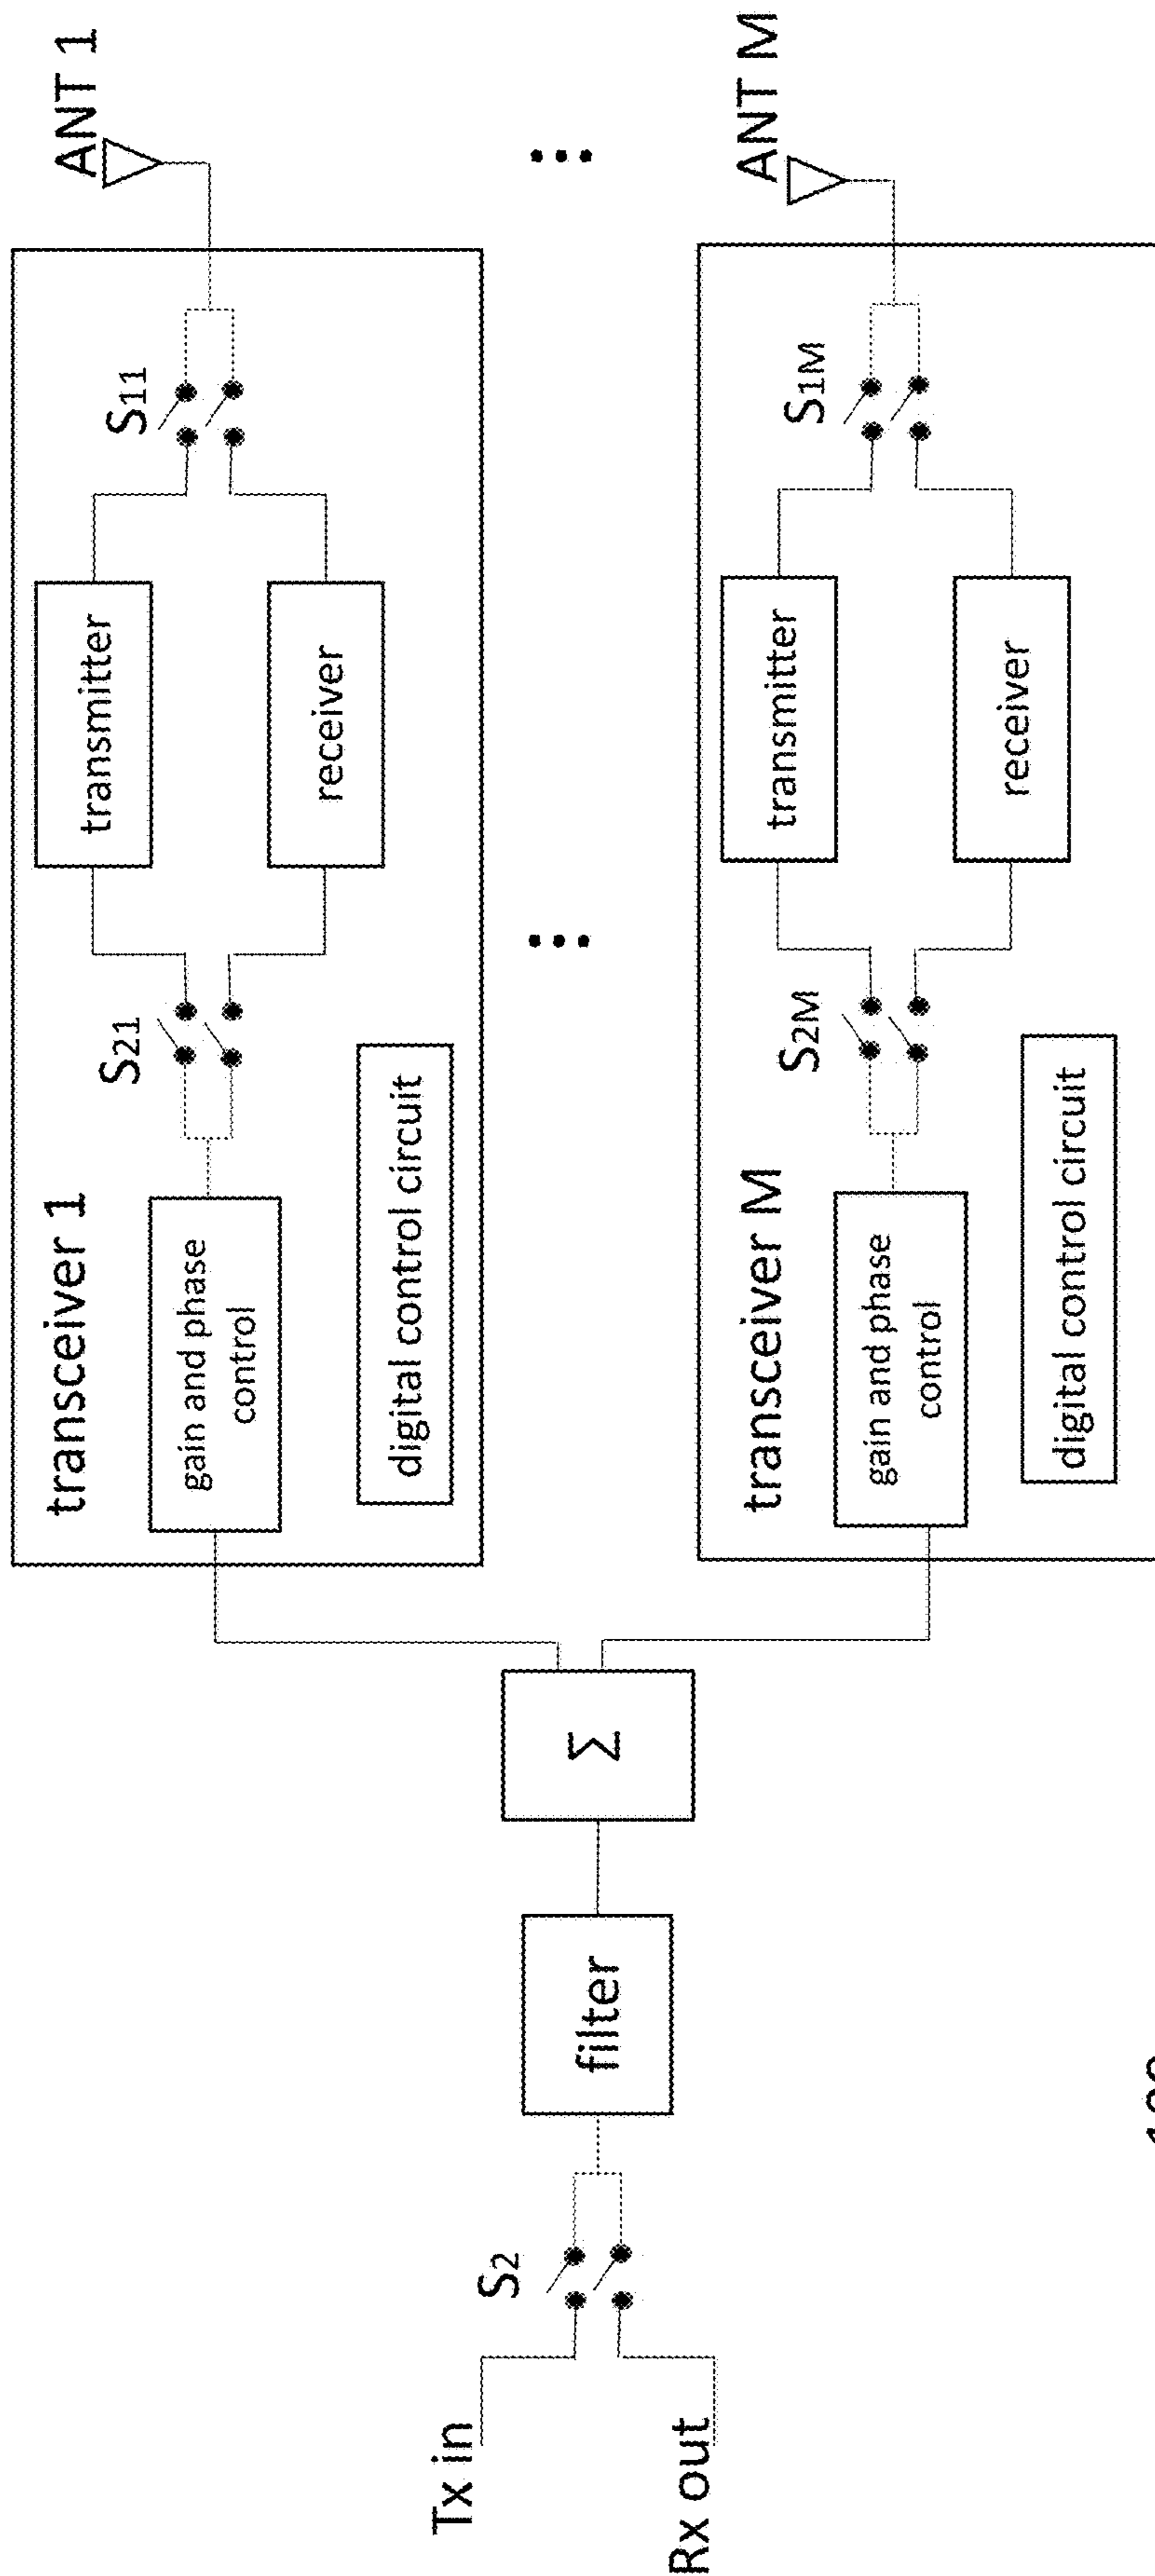 Tx in
Rx out
S2
filter
Σ
transceiver 1
gain and phase
control
digital control circuit
S21
transmitter
receiver
S11
ANT 1
...
...
transceiver M
gain and phase
control
digital control circuit
S2M
transmitter
receiver
S1M
ANT M